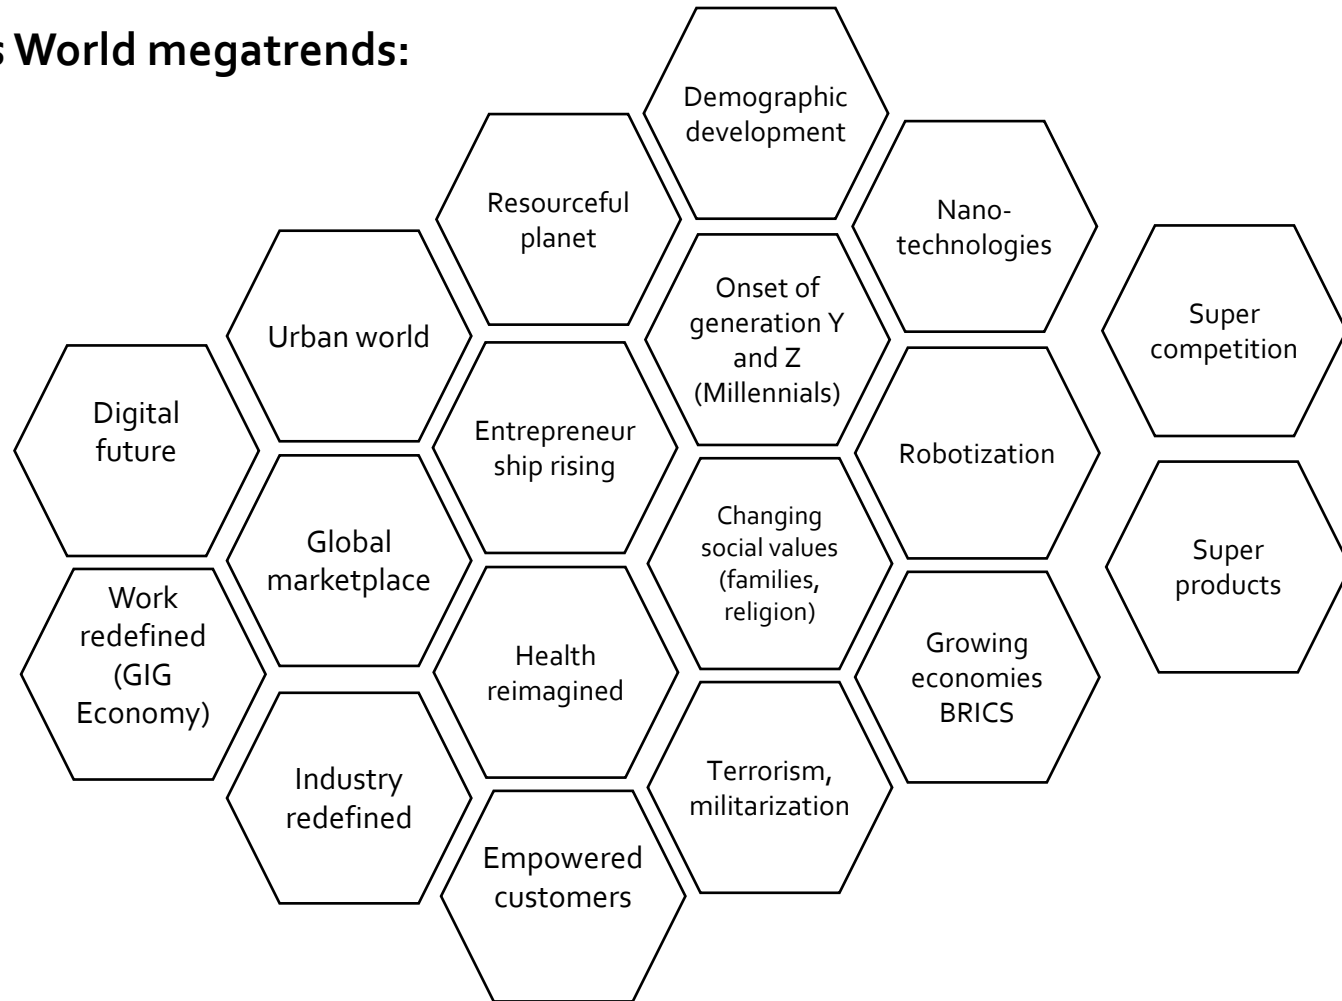 s World megatrends:
Demographic
development
Resourceful
planet
Nano-
technologies
Urban world
Onset of
generation Y
and Z
(Millennials)
Super
competition
Digital
future
Entrepreneur
ship rising
Robotization
Global
marketplace
Changing
social values
(families,
religion)
Super
products
Work
redefined
(GIG
Economy)
Health
reimagined
Growing
economies
BRICS
Industry
redefined
Terrorism,
militarization
Empowered
customers